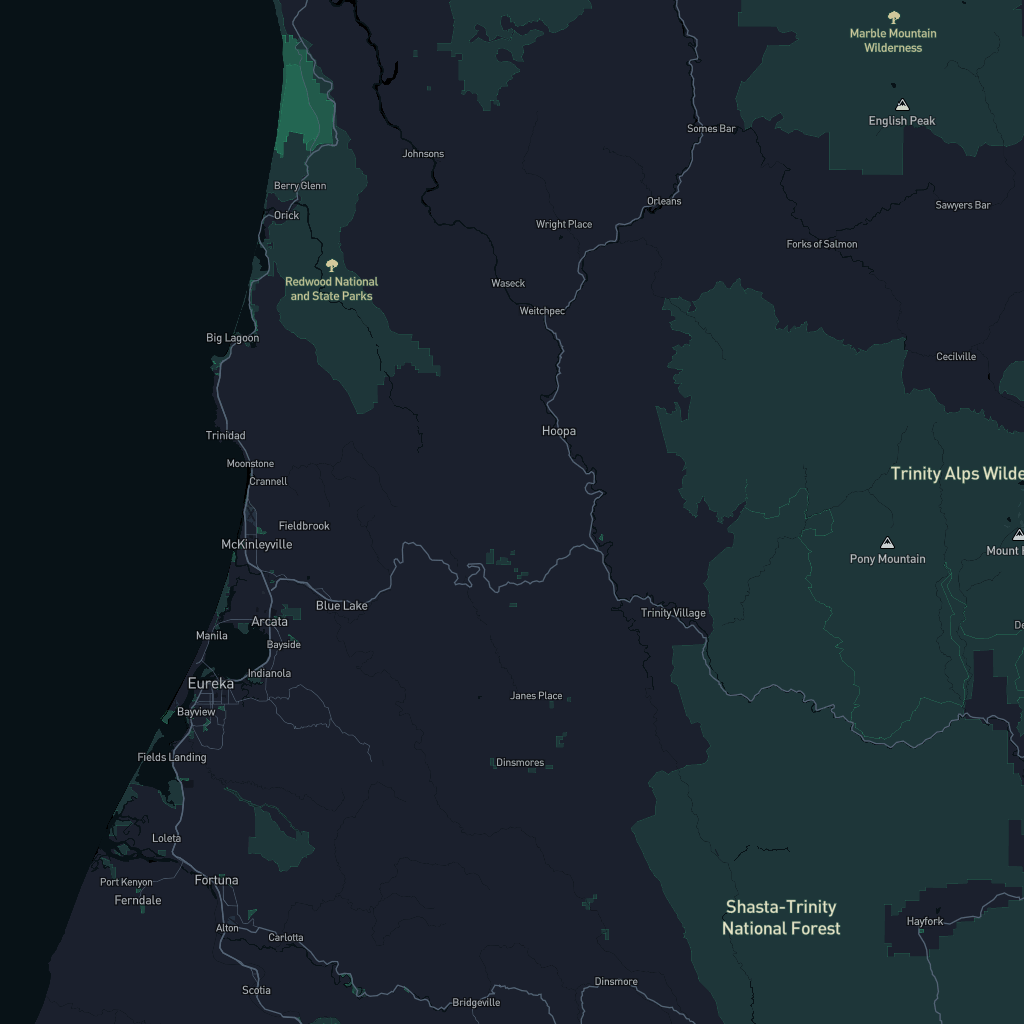 Marble Mountain
Wilderness
English Peak
Somes Bar
Johnsons
Berry Glenn
Orleans
Sawyers Bar
Orick
Wright Place
Forks of Salmon
Redwood National
and State Parks
Waseck
Weitchpec
Big Lagoon
Cecilville
Trinidad
Hoopa
Moonstone
Trinity Alps Wilde
Crannell
Fieldbrook
McKinleyville
Pony Mountain
Mount
Blue Lake
Trinity Village
Arcata
De
Manila
Bayside
Indianola
Eureka
Janes Place
Bayview
Fields Landing
Dinsmores
Loleta
Port Kenyon
Fortuna
Ferndale
Shasta-Trinity
National Forest
Hayfork
Alton
Carlotta
Dinsmore
Scotia
Bridgeville